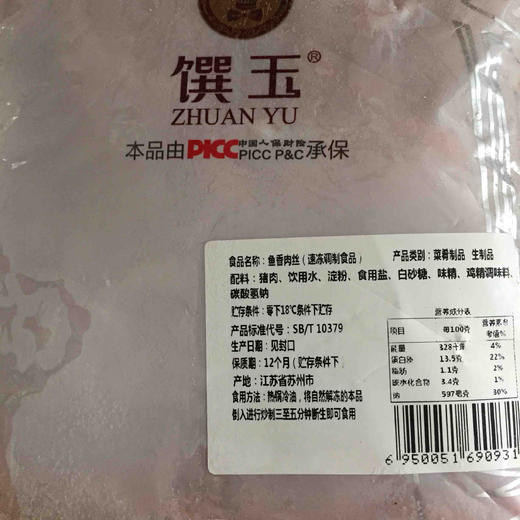 馔玉®
ZHUAN YU
本品由PICC中国人保财险承保
PICC P&C
食品名称：鱼香肉丝（速冻调制食品）
产品类别：菜肴制品 生制品
配料：猪肉、饮用水、淀粉、食用盐、白砂糖、味精、鸡精调味料、
碳酸氢钠
贮存条件：零下18℃条件下贮存
产品标准代号：SB/T 10379
生产日期：见封口
保质期：12个月（贮存条件下
产地：江苏省苏州市
食用方法：热锅冷油，将自然解冻的本品
倒入进行炒制三至五分钟断生即可食用
营养成分表
项目 每100克 营养素参考值%
能量 328千焦 4%
蛋白质 13.5克 22%
脂肪 1.1克 2%
碳水化合物 3.4克 1%
钠 597毫克 30%
6 950051 690931